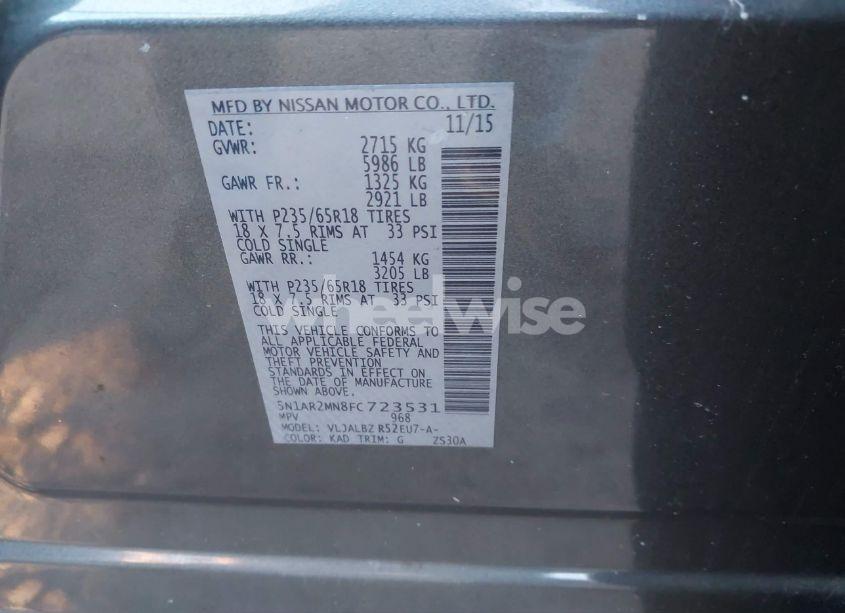 MFD BY NISSAN MOTOR CO., LTD.
DATE: 11/15
GVWR: 2715 KG
5986 LB
GAWR FR.: 1325 KG
2921 LB
WITH P235/65R18 TIRES
18 X 7.5 RIMS AT 33 PSI
COLD SINGLE
GAWR RR.: 1454 KG
3205 LB
WITH P235/65R18 TIRES
18 X 7.5 RIMS AT 33 PSI
COLD SINGLE
wheelwise
THIS VEHICLE CONFORMS TO
ALL APPLICABLE FEDERAL
MOTOR VEHICLE SAFETY AND
THEFT PREVENTION
STANDARDS IN EFFECT ON
THE DATE OF MANUFACTURE
SHOWN ABOVE.
5N1AR2MN8FC723531
MPV 968
MODEL: VLJALBZ R52EU7-A-
COLOR: KAD TRIM: G ZS30A